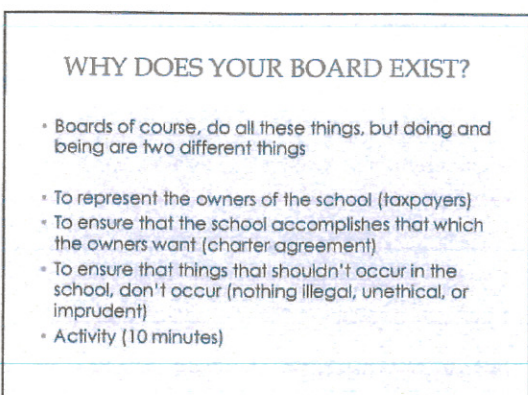 WHY DOES YOUR BOARD EXIST?
• Boards of course, do all these things, but doing and
being are two different things
• To represent the owners of the school (taxpayers)
• To ensure that the school accomplishes that which
the owners want (charter agreement)
• To ensure that things that shouldn't occur in the
school, don't occur (nothing illegal, unethical, or
imprudent)
• Activity (10 minutes)